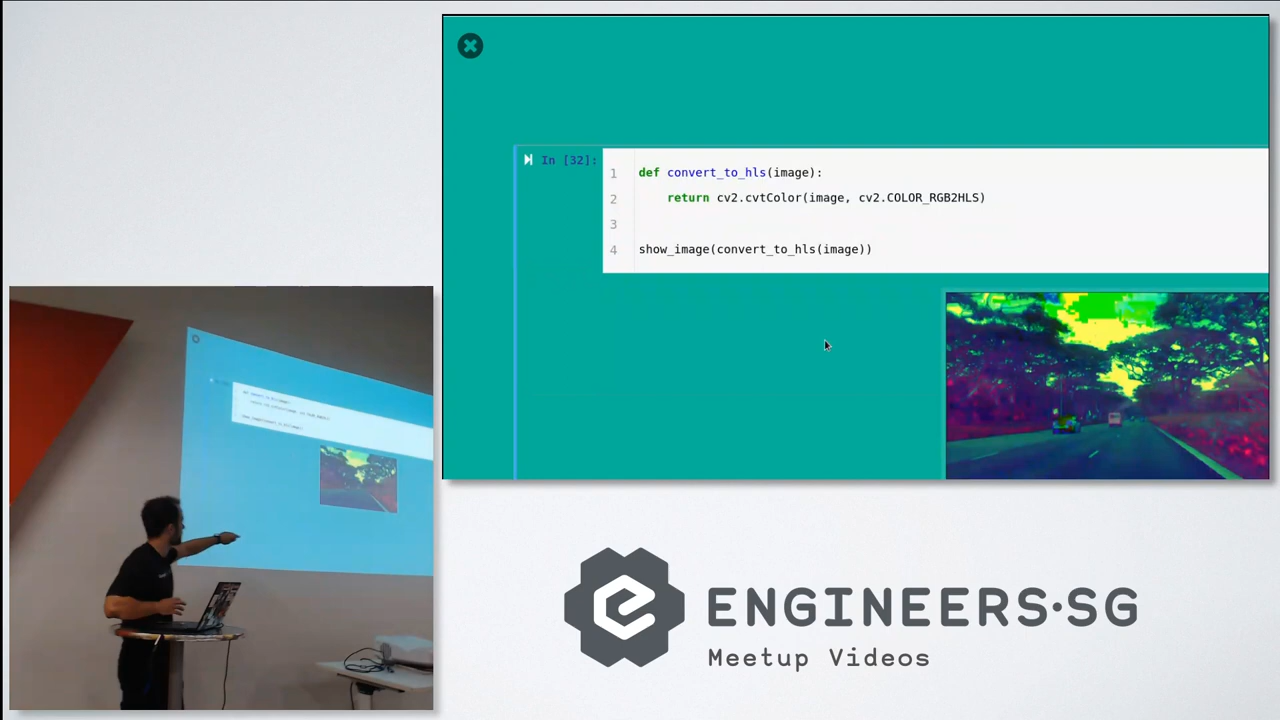 In [32]:
1 def convert_to_hls(image):
2 return cv2.cvtColor(image, cv2.COLOR_RGB2HLS)
3
4 show_image(convert_to_hls(image))
ENGINEERS·SG
Meetup Videos